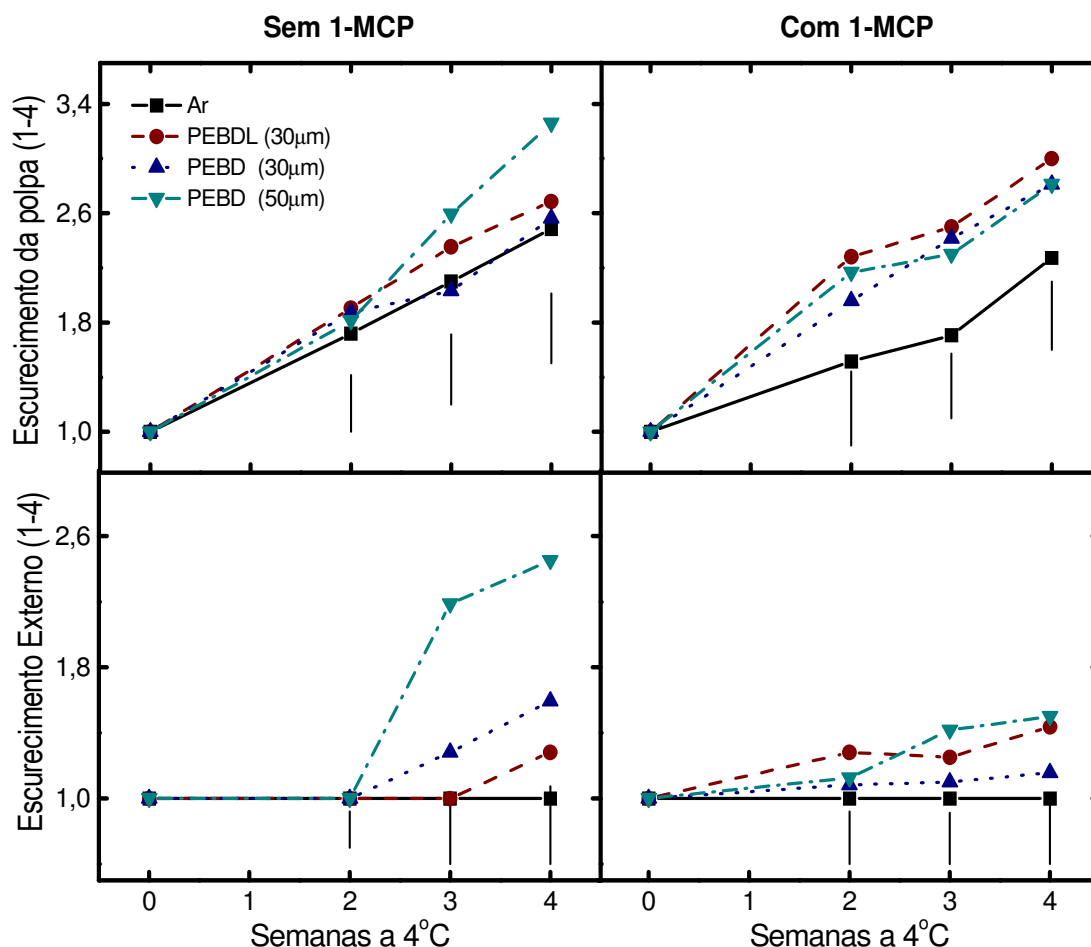 Sem 1-MCP
Com 1-MCP
Escurecimento da polpa (1-4)
3,4
2,6
1,8
1,0
Ar
PEBDL (30μm)
PEBD (30μm)
PEBD (50μm)
Escurecimento Externo (1-4)
2,6
1,8
1,0
0 1 2 3 4
0 1 2 3 4
Semanas a 4°C
Semanas a 4°C